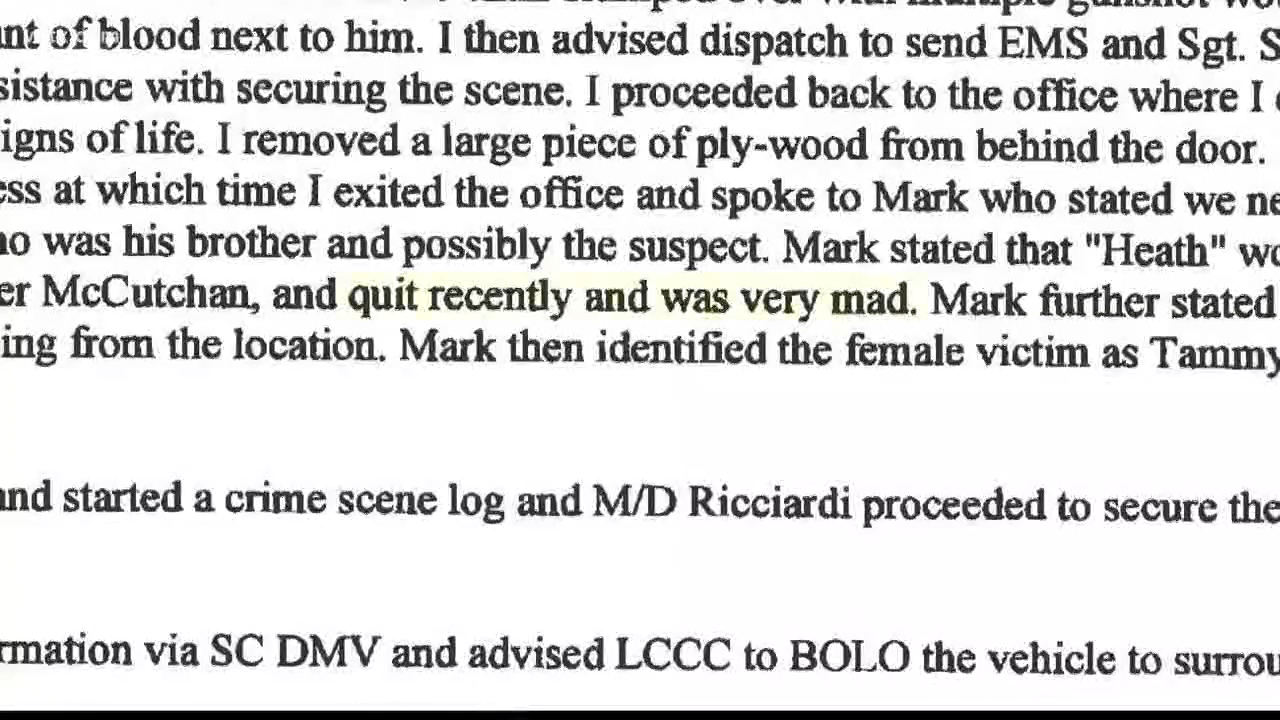 nt of blood next to him. I then advised dispatch to send EMS and Sgt. S
sistance with securing the scene. I proceeded back to the office where I
igns of life. I removed a large piece of ply-wood from behind the door.
ess at which time I exited the office and spoke to Mark who stated we ne
no was his brother and possibly the suspect. Mark stated that "Heath" wo
er McCutchan, and quit recently and was very mad. Mark further stated
ing from the location. Mark then identified the female victim as Tammy
and started a crime scene log and M/D Ricciardi proceeded to secure the
rmation via SC DMV and advised LCCC to BOLO the vehicle to surrou